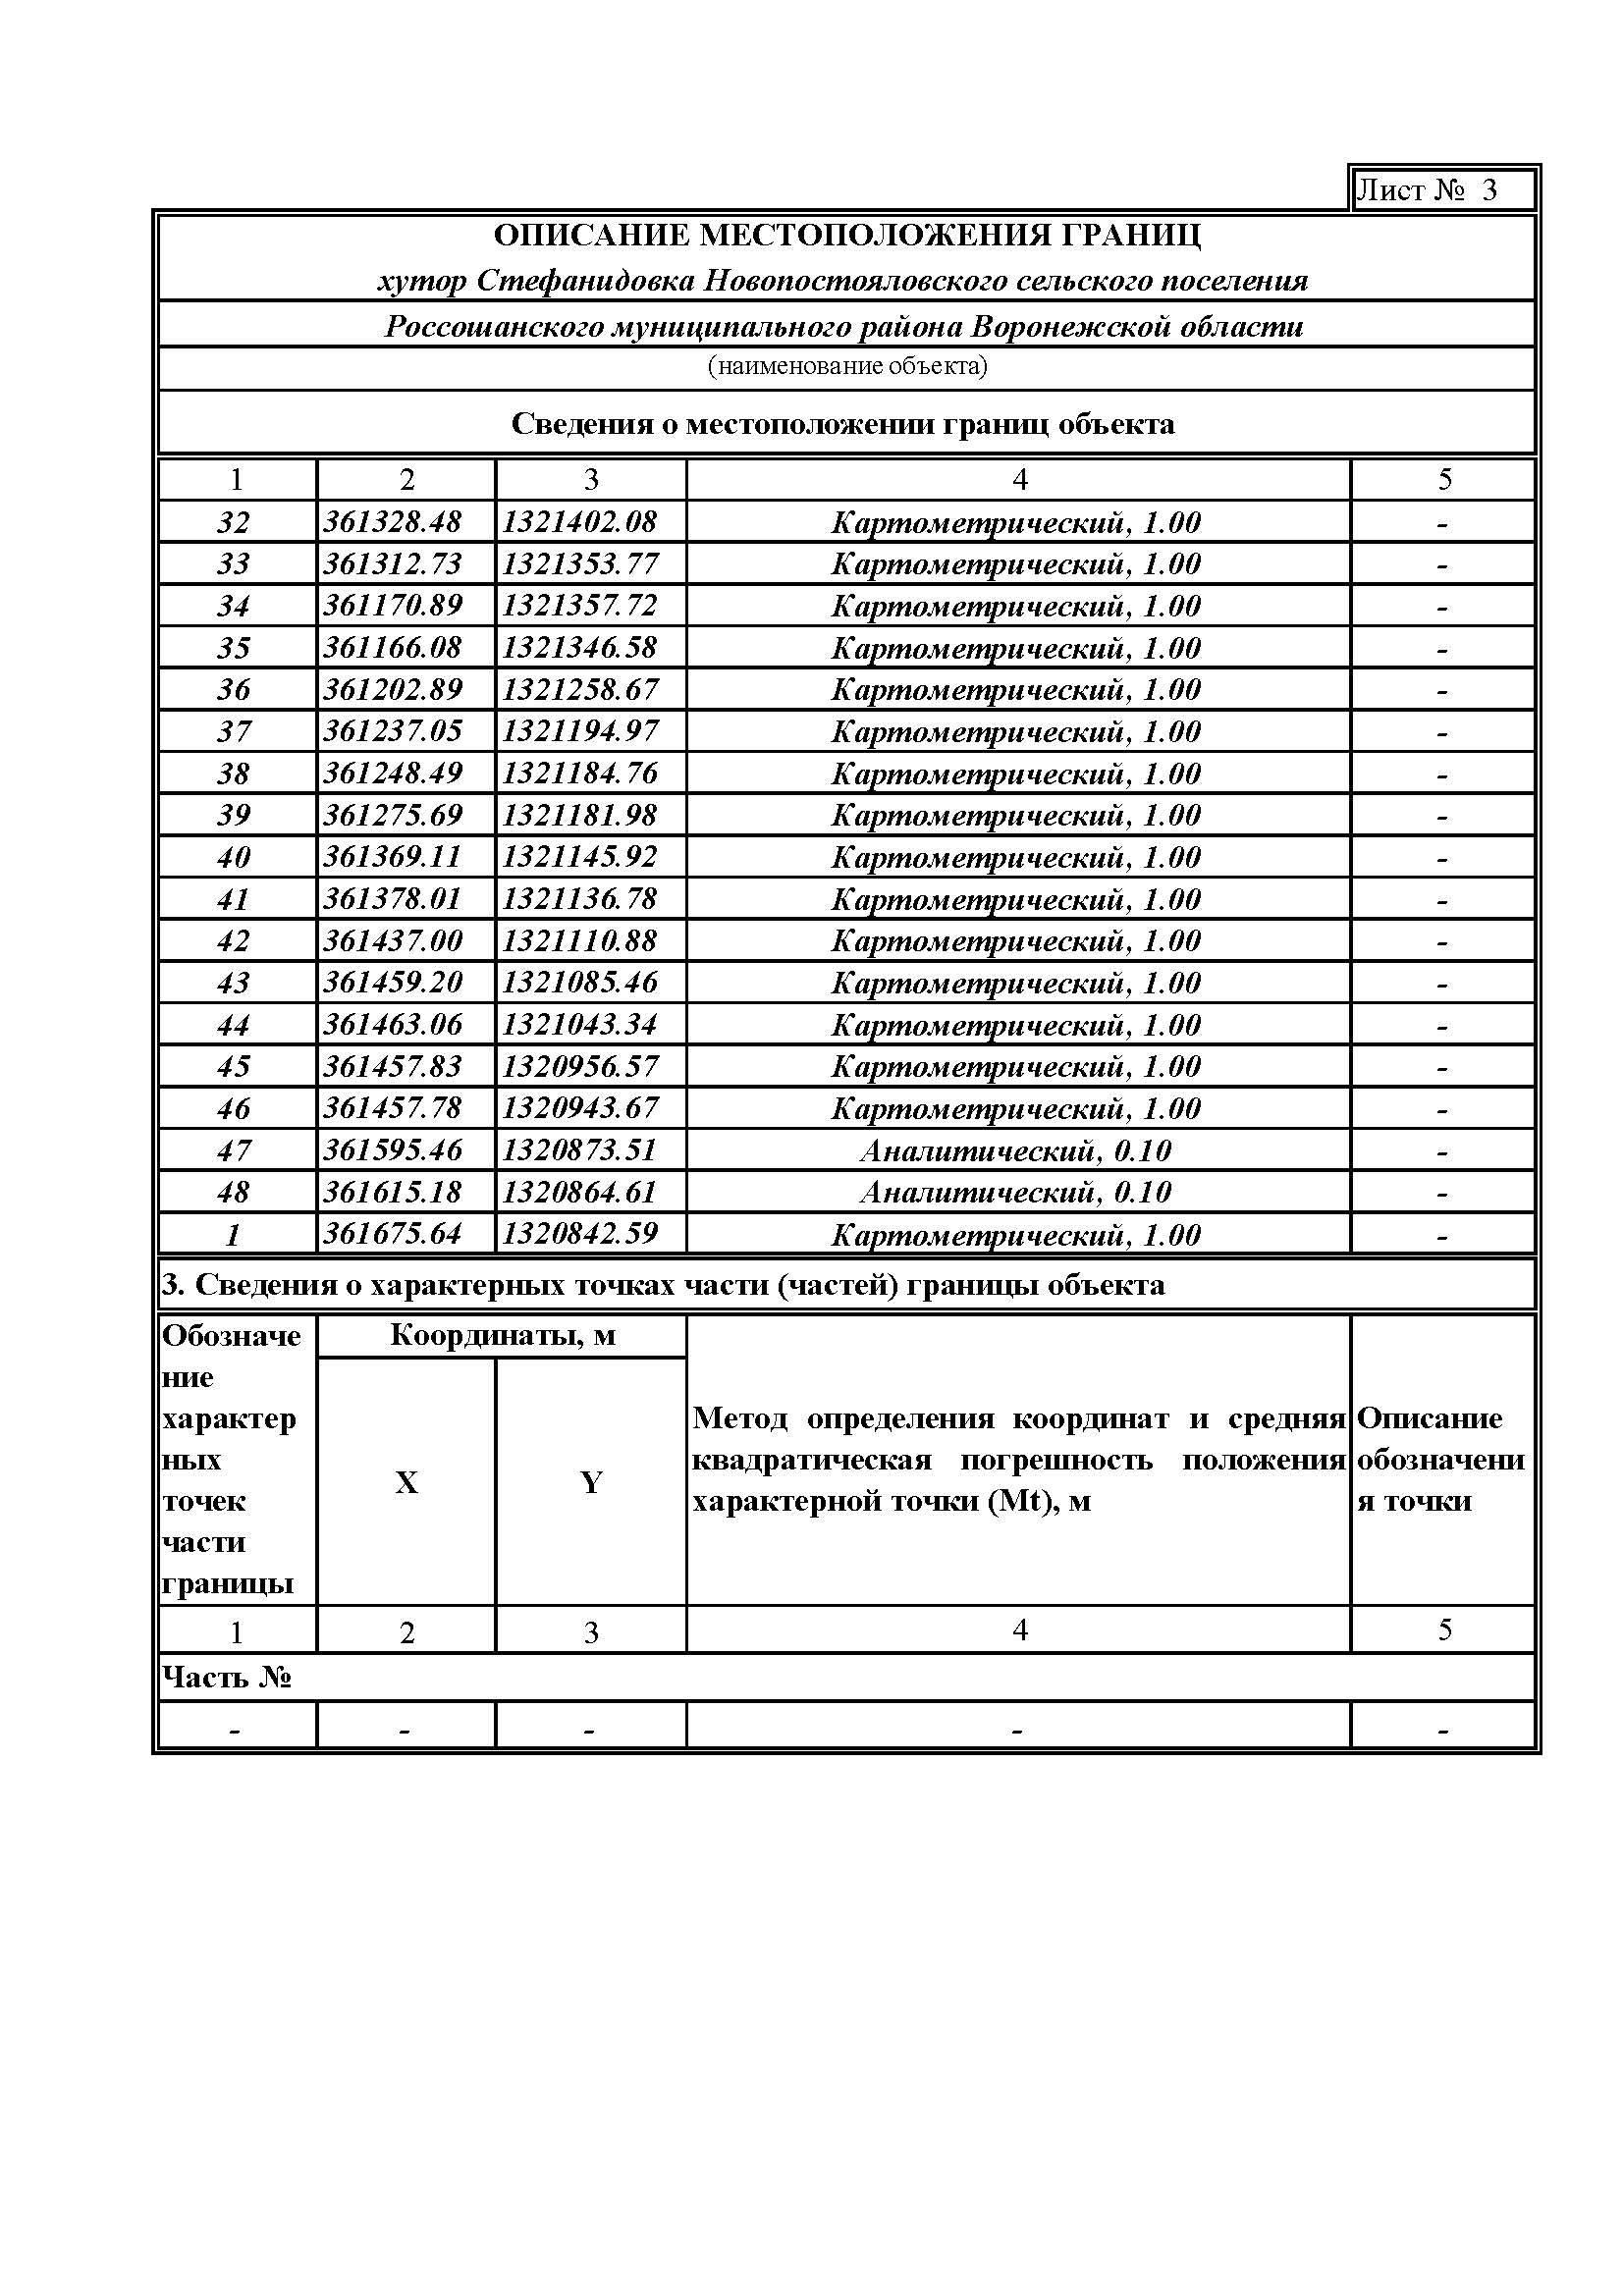 Лист № 3
ОПИСАНИЕ МЕСТОПОЛОЖЕНИЯ ГРАНИЦ
хутор Стефанидовка Новопостояловского сельского поселения
Россошанского муниципального района Воронежской области
(наименование объекта)
Сведения о местоположении границ объекта
1 2 3 4 5
32 361328.48 1321402.08 Картометрический, 1.00 -
33 361312.73 1321353.77 Картометрический, 1.00 -
34 361170.89 1321357.72 Картометрический, 1.00 -
35 361166.08 1321346.58 Картометрический, 1.00 -
36 361202.89 1321258.67 Картометрический, 1.00 -
37 361237.05 1321194.97 Картометрический, 1.00 -
38 361248.49 1321184.76 Картометрический, 1.00 -
39 361275.69 1321181.98 Картометрический, 1.00 -
40 361369.11 1321145.92 Картометрический, 1.00 -
41 361378.01 1321136.78 Картометрический, 1.00 -
42 361437.00 1321110.88 Картометрический, 1.00 -
43 361459.20 1321085.46 Картометрический, 1.00 -
44 361463.06 1321043.34 Картометрический, 1.00 -
45 361457.83 1320956.57 Картометрический, 1.00 -
46 361457.78 1320943.67 Картометрический, 1.00 -
47 361595.46 1320873.51 Аналитический, 0.10 -
48 361615.18 1320864.61 Аналитический, 0.10 -
1 361675.64 1320842.59 Картометрический, 1.00 -
3. Сведения о характерных точках части (частей) границы объекта
Обозначе
ние
характер
ных
точек
части
границы
Координаты, м
X
Y
Метод определения координат и средняя
квадратическая погрешность положения
характерной точки (Mt), м
Описание
обозначени
я точки
1 2 3 4 5
Часть №
- - - - -